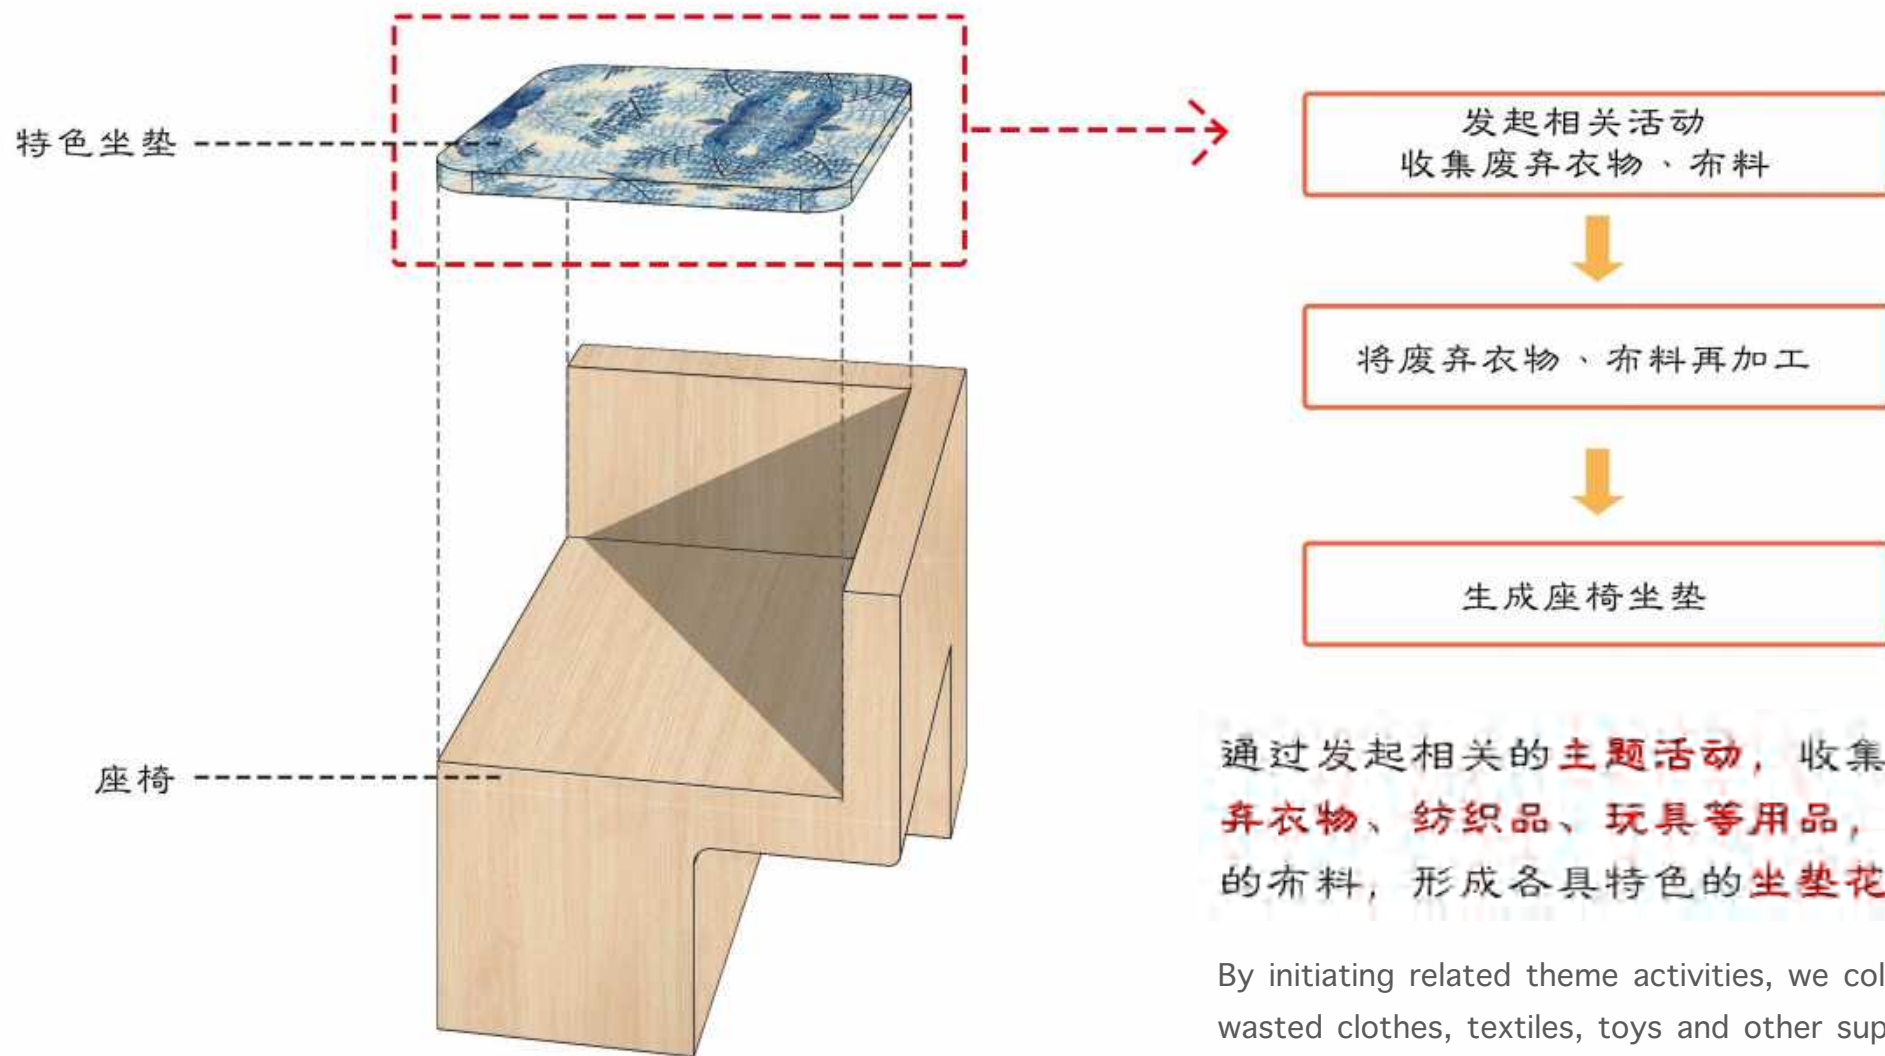 特色坐垫
座椅
发起相关活动
收集废弃衣物、布料
将废弃衣物、布料再加工
生成座椅坐垫
通过发起相关的主题活动，收集
弃衣物、纺织品、玩具等用品，
的布料，形成各具特色的坐垫花
By initiating related theme activities, we col
wasted clothes, textiles, toys and other sup